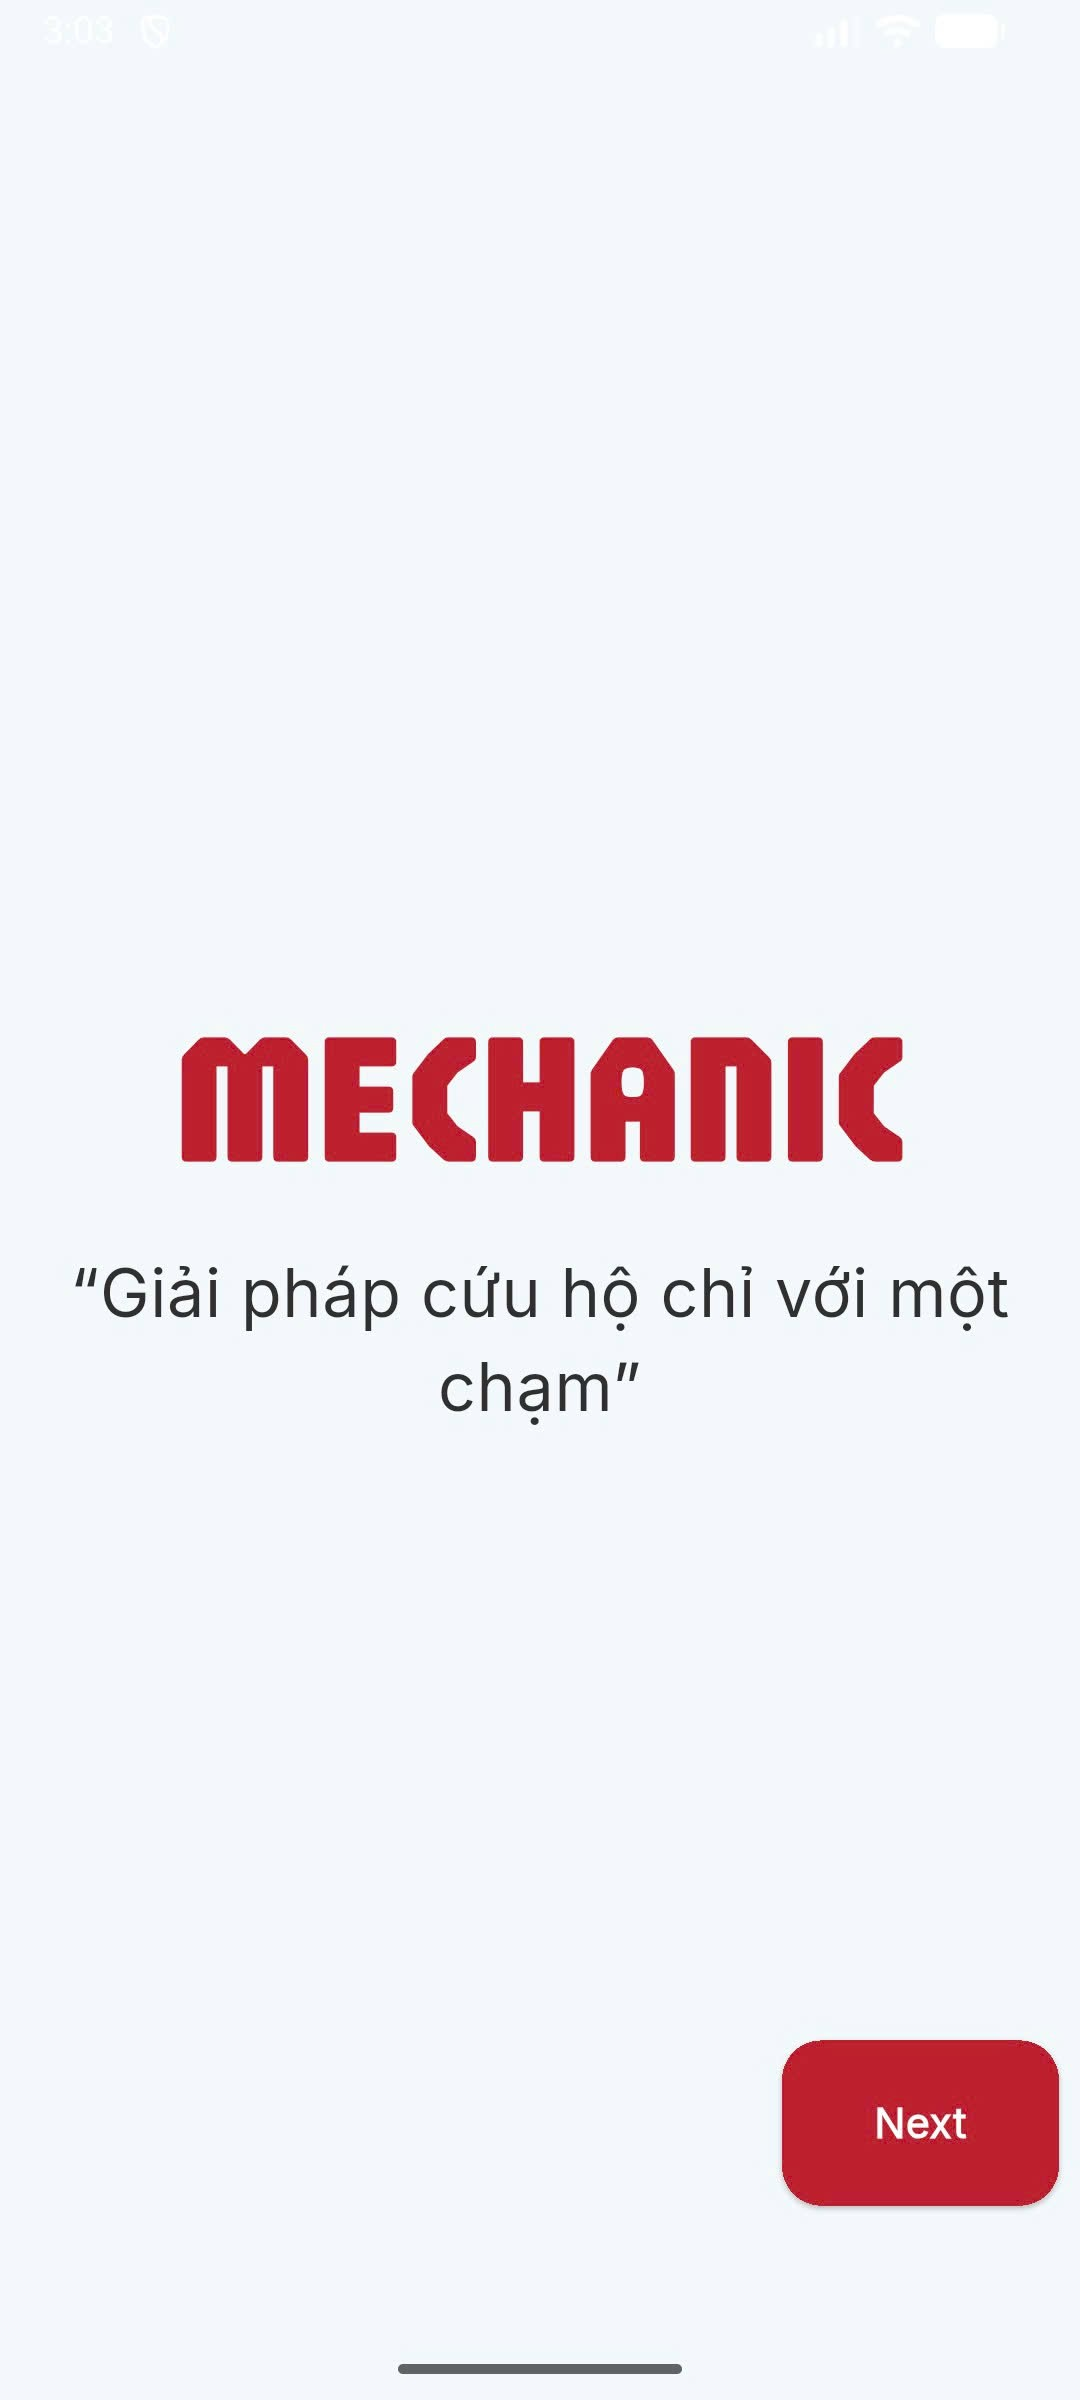 3:03
MECHANIC
“Giải pháp cứu hộ chỉ với một
chạm”
Next